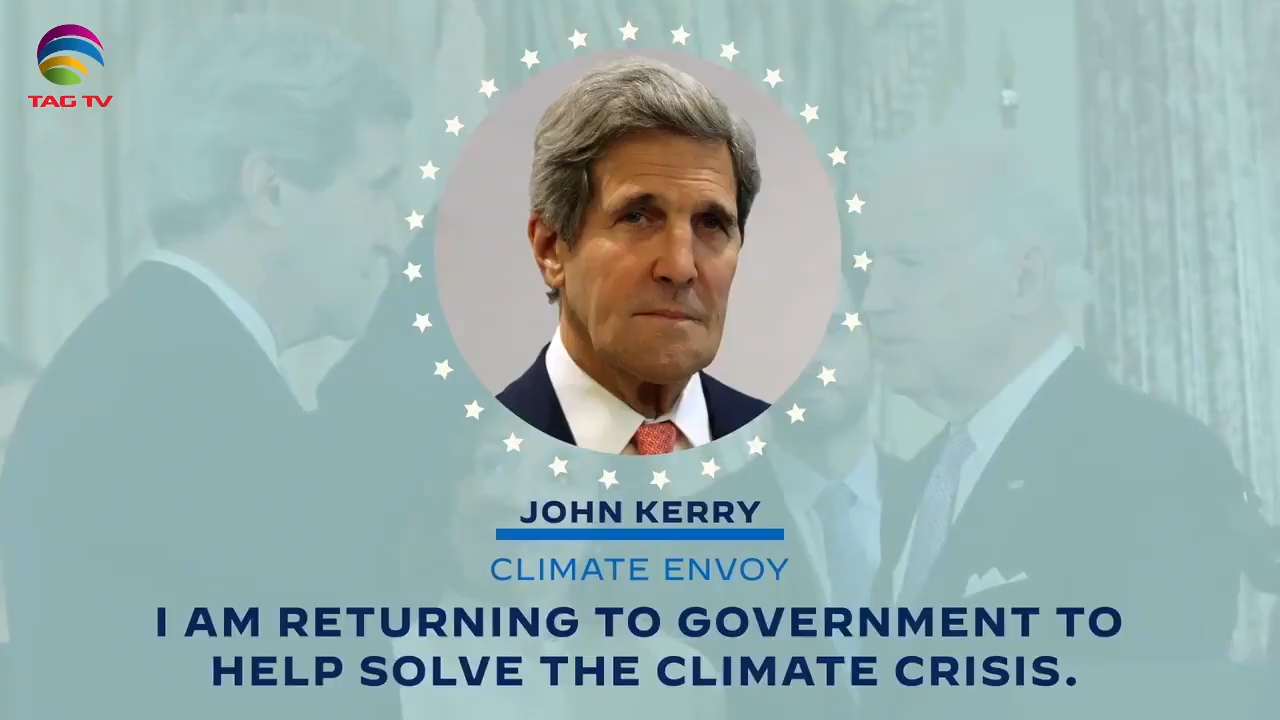 TAG TV
JOHN KERRY
CLIMATE ENVOY
I AM RETURNING TO GOVERNMENT TO
HELP SOLVE THE CLIMATE CRISIS.